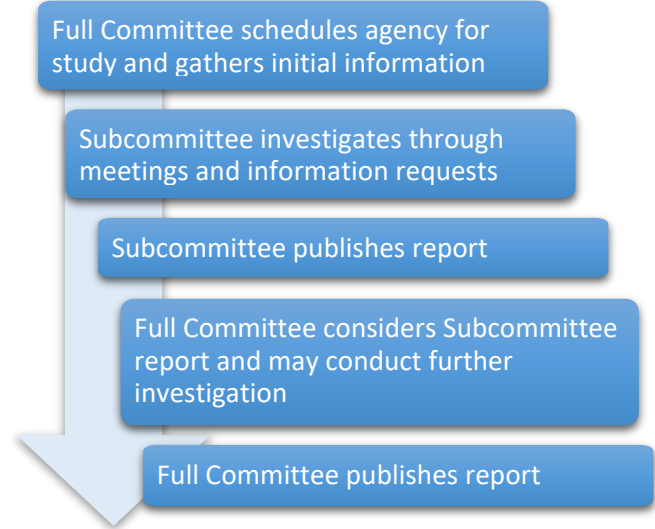 Full Committee schedules agency for
study and gathers initial information
Subcommittee investigates through
meetings and information requests
Subcommittee publishes report
Full Committee considers Subcommittee
report and may conduct further
investigation
Full Committee publishes report